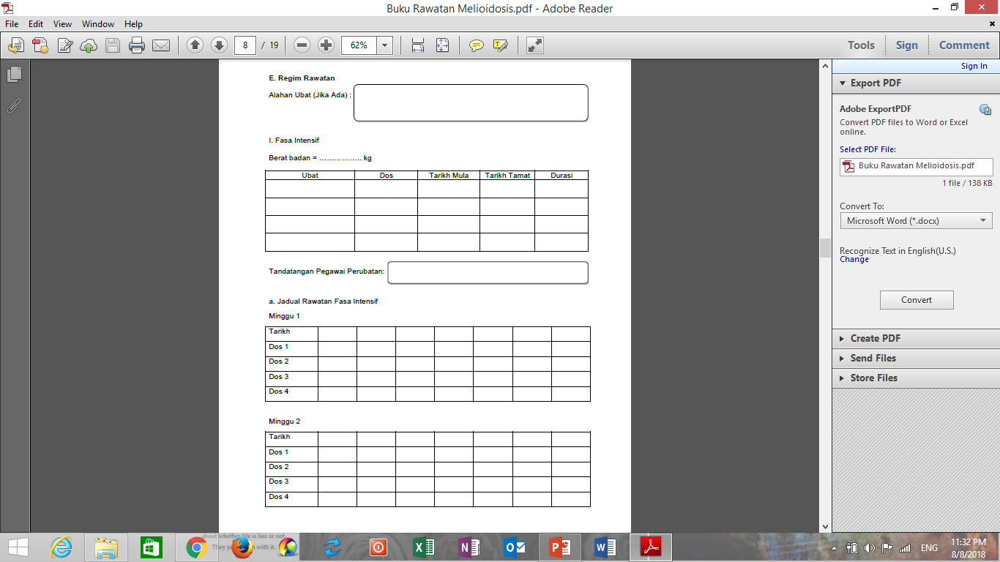 Buku Rawatan Melioidosis.pdf - Adobe Reader
File Edit View Window Help
8 / 19 62% Tools Sign Comment
Sign In
Export PDF
Adobe ExportPDF
Convert PDF files to Word or Excel
online.
Select PDF File:
Buku Rawatan Melioidosis.pdf
1 file / 138 KB
Convert To:
Microsoft Word (*.docx)
Recognize Text in English(U.S.)
Change
Convert
Create PDF
Send Files
Store Files
E. Regim Rawatan
Alahan Ubat (Jika Ada) :
I. Fasa Intensif
Berat badan = ................ kg
Ubat Dos Tarikh Mula Tarikh Tamat Durasi
Tandatangan Pegawai Perubatan:
a. Jadual Rawatan Fasa Intensif
Minggu 1
Tarikh
Dos 1
Dos 2
Dos 3
Dos 4
Minggu 2
Tarikh
Dos 1
Dos 2
Dos 3
Dos 4
about whether life is fair or not.
with it.
ENG
11:32 PM
8/8/2018